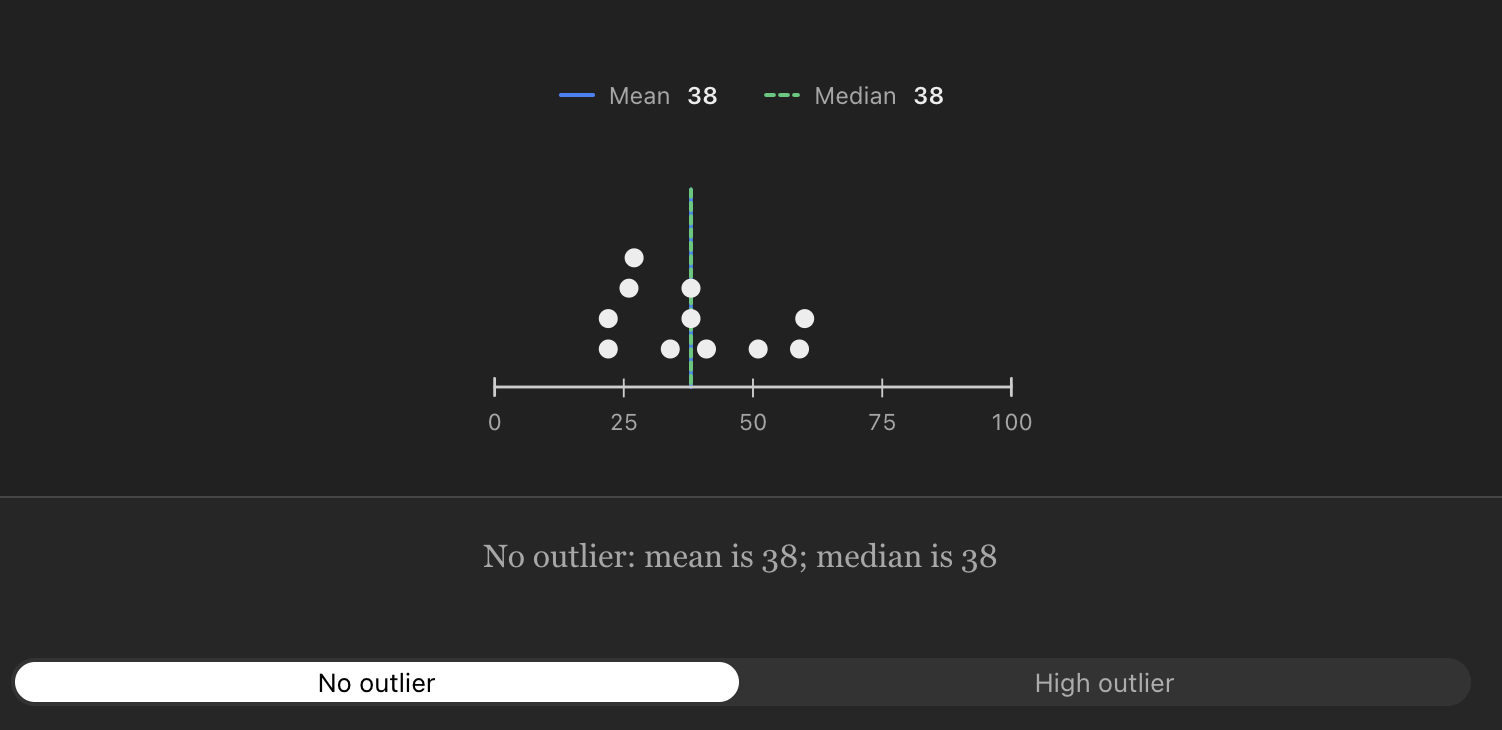 Mean 38 Median 38
0 25 50 75 100
No outlier: mean is 38; median is 38
No outlier High outlier